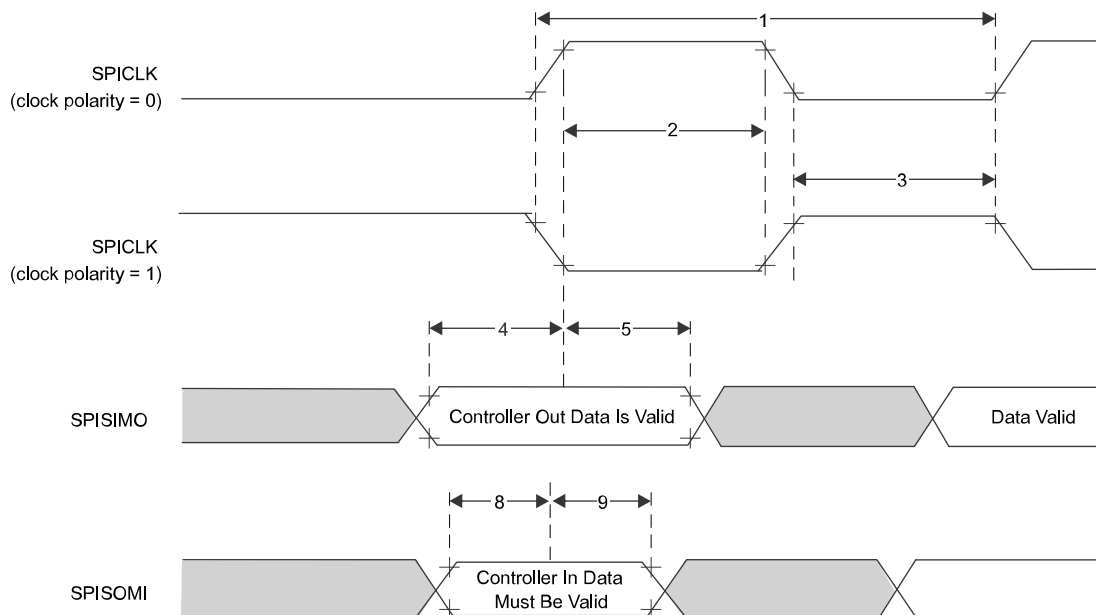 1
SPICLK
(clock polarity = 0)
2
3
SPICLK
(clock polarity = 1)
4
5
SPISIMO
Controller Out Data Is Valid
Data Valid
8
9
SPISOMI
Controller In Data
Must Be Valid